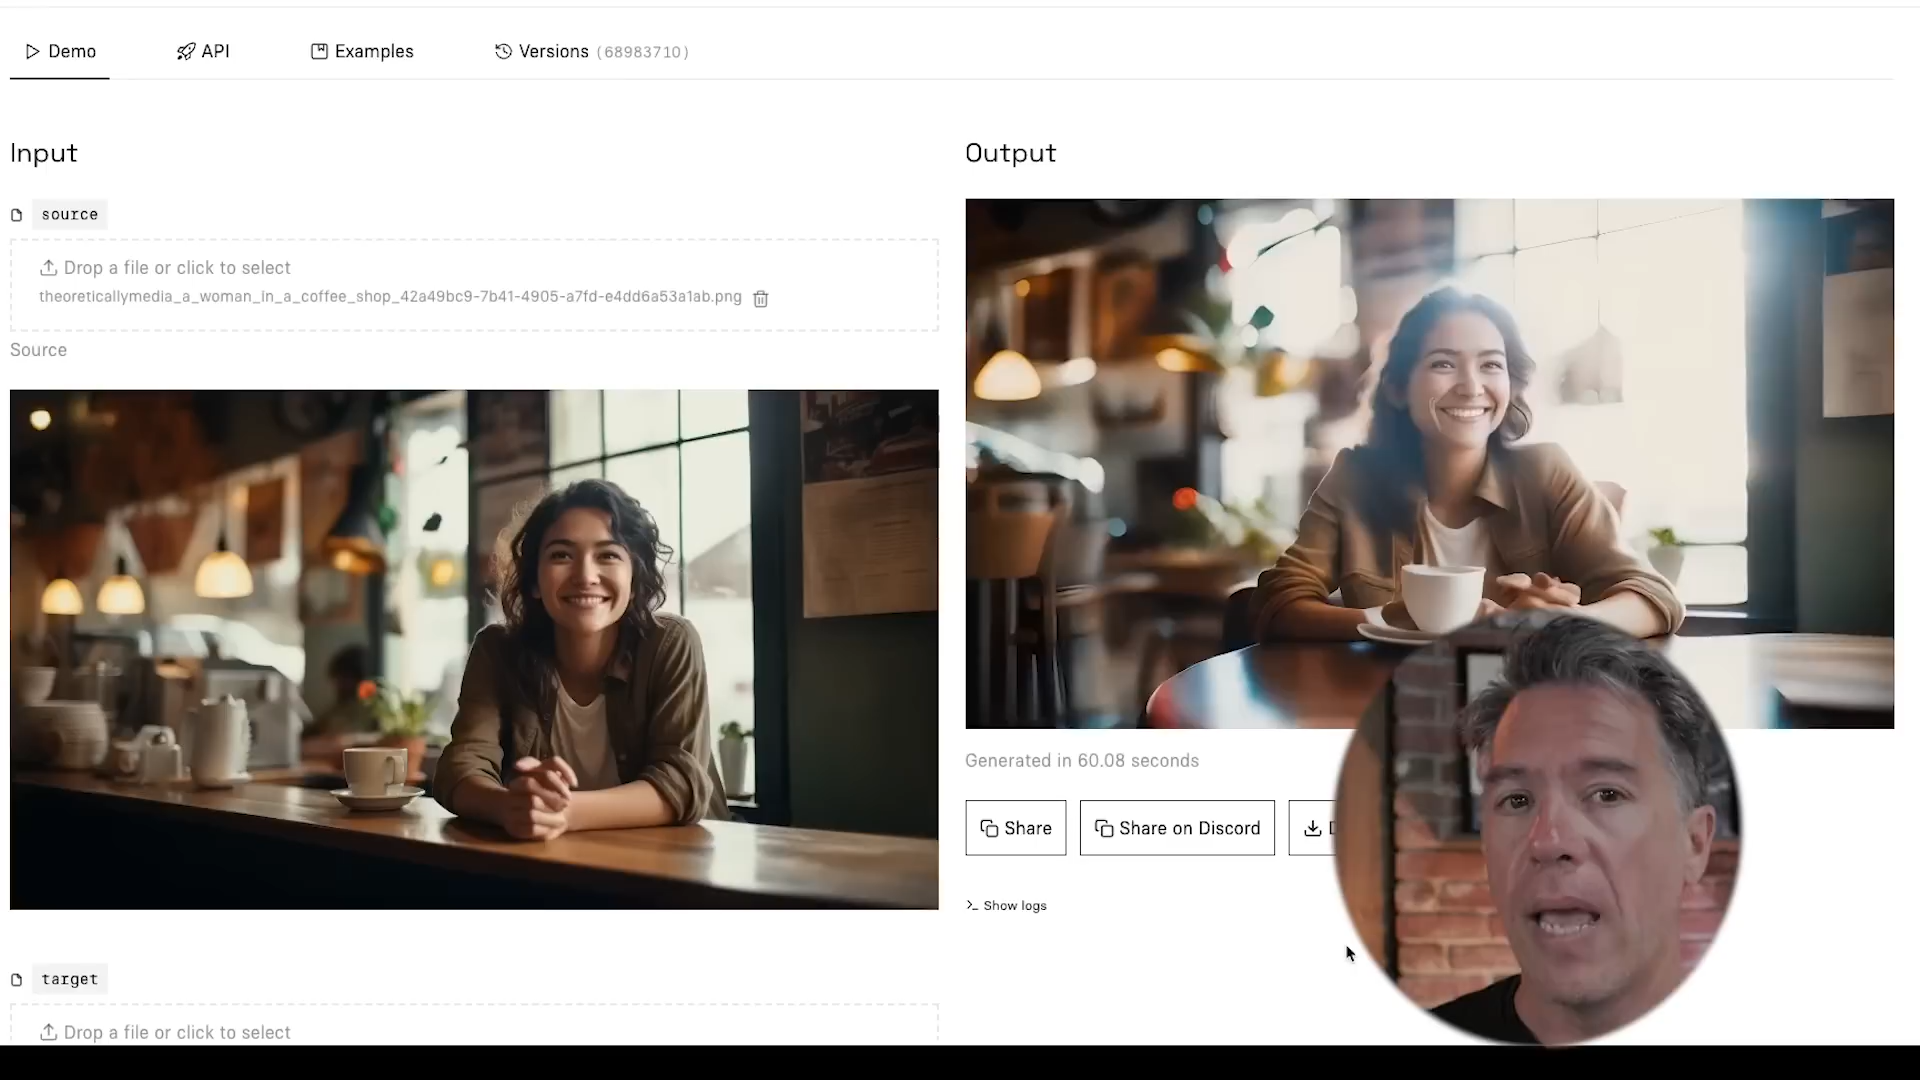 Demo
API
Examples
Versions (68983710)
Input
Output
source
Drop a file or click to select
theoreticallymedia_a_woman_in_a_coffee_shop_42a49bc9-7b41-4905-a7fd-e4dd6a53a1ab.png
Source
Generated in 60.08 seconds
Share
Share on Discord
>_ Show logs
target
Drop a file or click to select